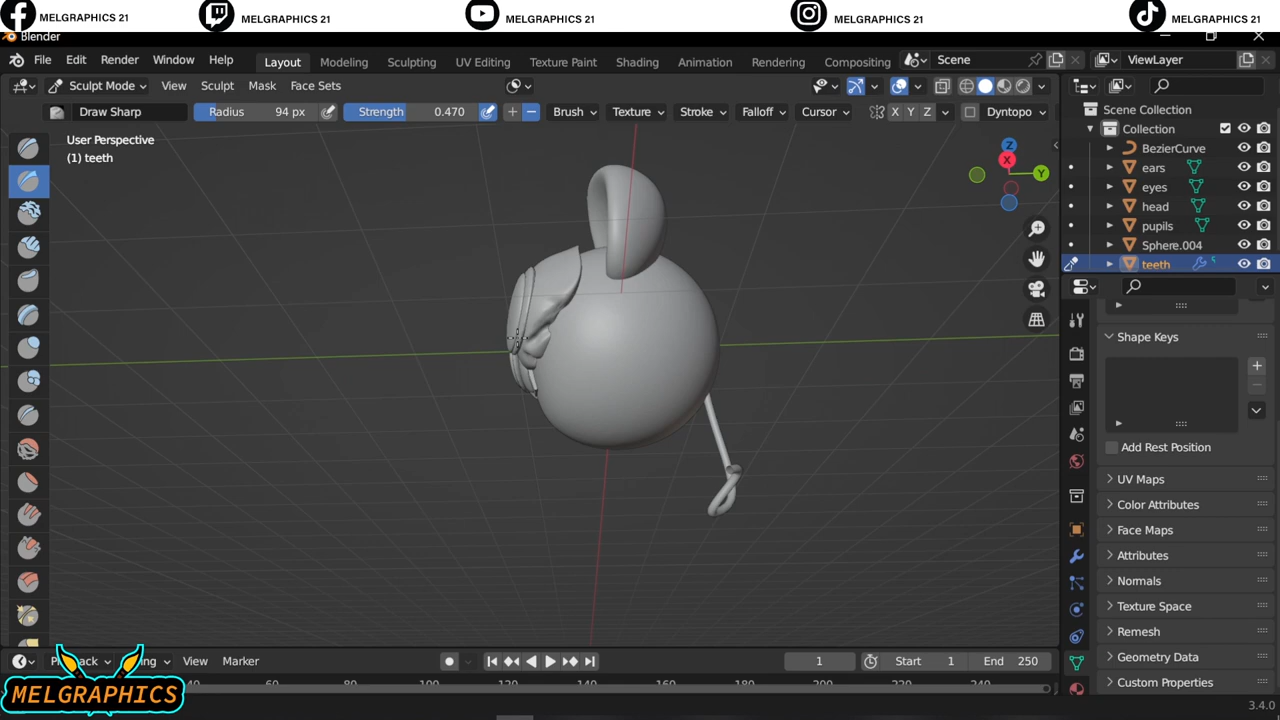 MELGRAPHICS 21 MELGRAPHICS 21 MELGRAPHICS 21 MELGRAPHICS 21 MELGRAPHICS 21
Blender
File Edit Render Window Help Layout Modeling Sculpting UV Editing Texture Paint Shading Animation Rendering Compositing Scene ViewLayer
Sculpt Mode View Sculpt Mask Face Sets
Draw Sharp Radius 94 px Strength 0.470 Brush Texture Stroke Falloff Cursor X Y Z Dyntopo
User Perspective
(1) teeth
Z
X
Y
Scene Collection
Collection
BezierCurve
ears
eyes
head
pupils
Sphere.004
teeth
Shape Keys
Add Rest Position
UV Maps
Color Attributes
Face Maps
Attributes
Normals
Texture Space
Remesh
Geometry Data
Custom Properties
View Marker 1 Start 1 End 250
60 80 100 120 140 160 180 200 220 240
MELGRAPHICS
3.4.0